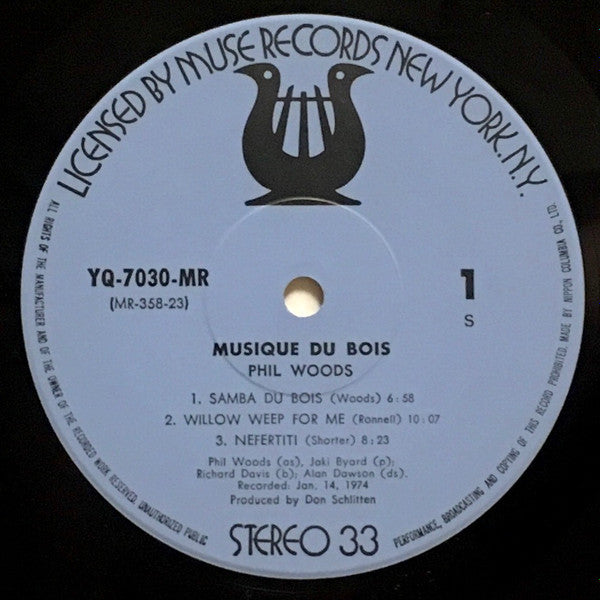 LICENSED BY MUSE RECORDS NEW YORK. N.Y.
YQ-7030-MR
(MR-358-23)
1
S
MUSIQUE DU BOIS
PHIL WOODS
1. SAMBA DU BOIS (Woods) 6:58
2. WILLOW WEEP FOR ME (Ronnell) 10:07
3. NEFERTITI (Shorter) 8:23
Phil Woods (as), Jaki Byard (p);
Richard Davis (b); Alan Dawson (ds).
Recorded: Jan. 14, 1974
Produced by Don Schlitten
STEREO 33
ALL RIGHTS OF THE MANUFACTURER AND OF THE OWNER OF THE RECORDED WORK RESERVED. UNAUTHORIZED PUBLIC PERFORMANCE, BROADCASTING AND COPYING OF THIS RECORD PROHIBITED. MADE BY NIPPON COLUMBIA CO., LTD.